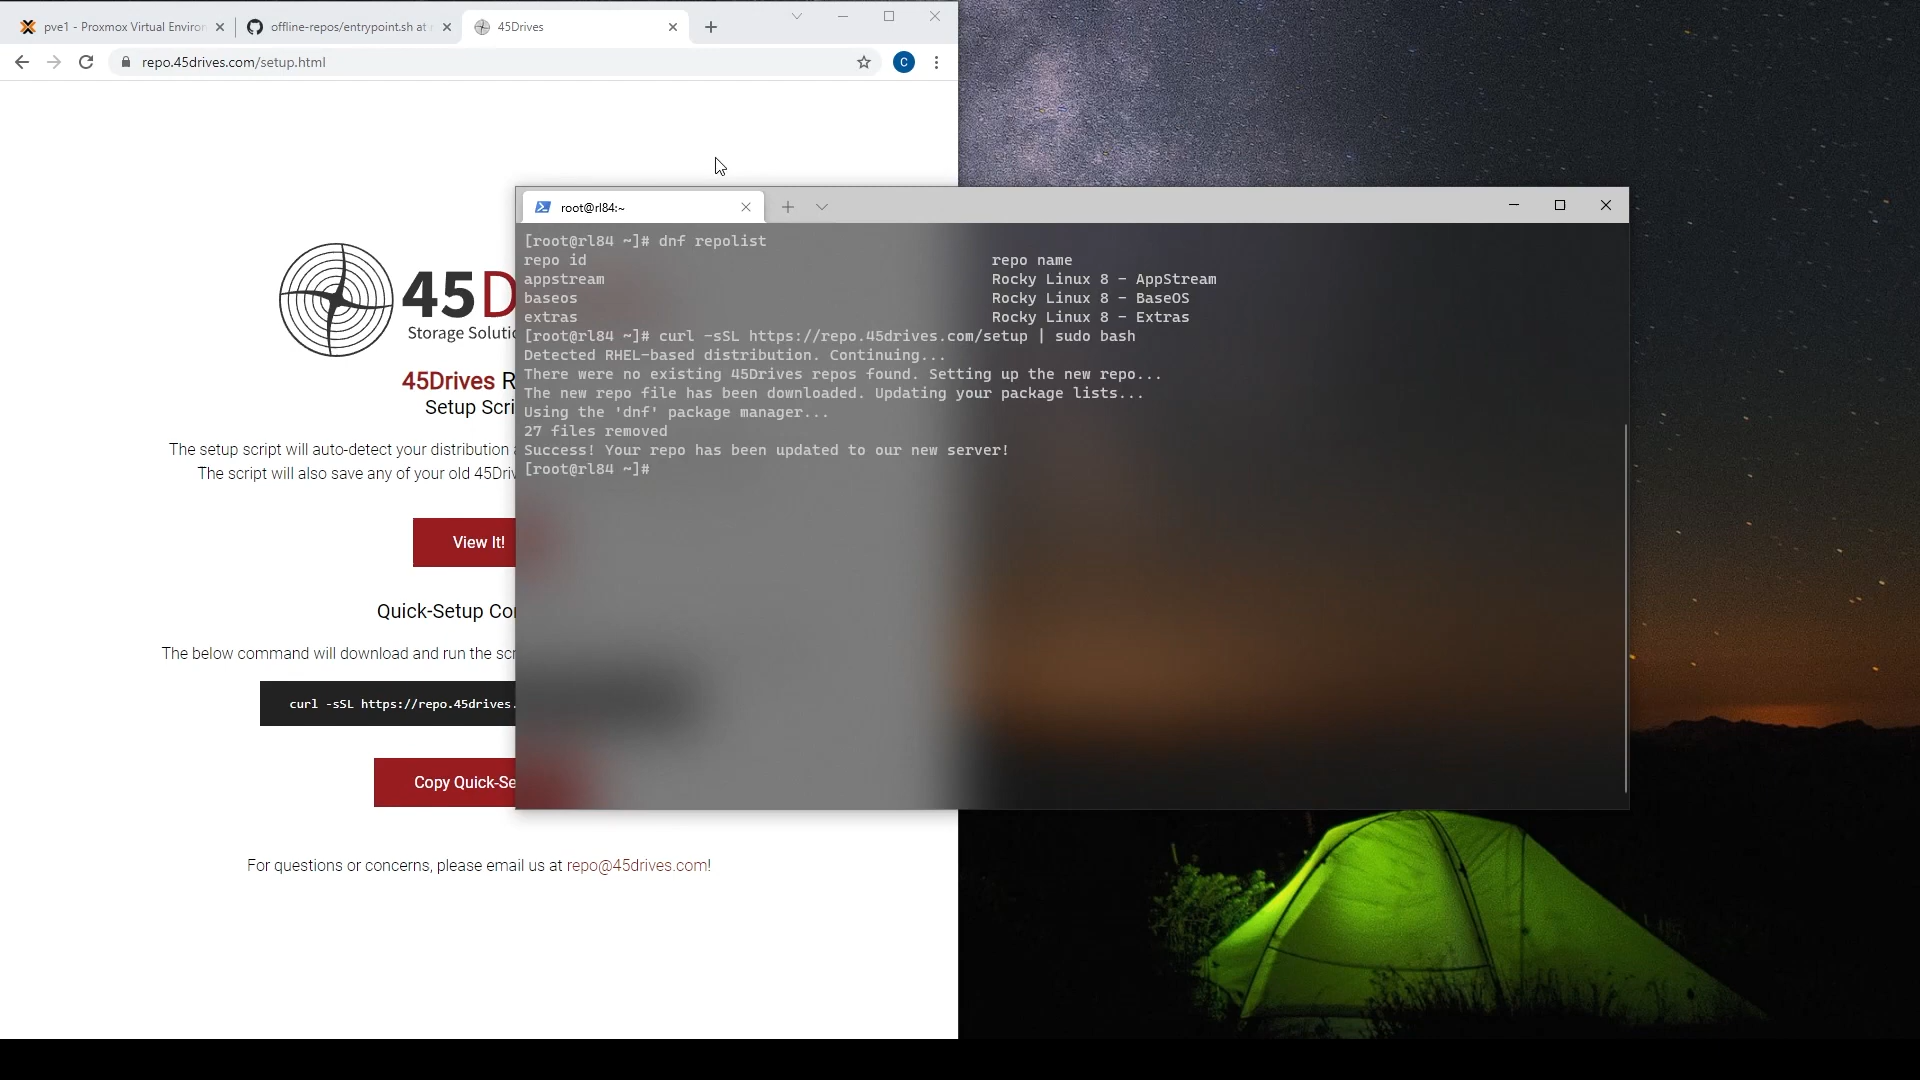 pve1 - Proxmox Virtual Environ
offline-repos/entrypoint.sh at
45Drives
repo.45drives.com/setup.html
C
45D
Storage Soluti
45Drives R
Setup Scri
The setup script will auto-detect your distribution
The script will also save any of your old 45Driv
View It!
Quick-Setup Co
The below command will download and run the scr
curl -sSL https://repo.45drives.
Copy Quick-Se
For questions or concerns, please email us at repo@45drives.com!
root@rl84:~
[root@rl84 ~]# dnf repolist
repo id repo name
appstream Rocky Linux 8 - AppStream
baseos Rocky Linux 8 - BaseOS
extras Rocky Linux 8 - Extras
[root@rl84 ~]# curl -sSL https://repo.45drives.com/setup | sudo bash
Detected RHEL-based distribution. Continuing...
There were no existing 45Drives repos found. Setting up the new repo...
The new repo file has been downloaded. Updating your package lists...
Using the 'dnf' package manager...
27 files removed
Success! Your repo has been updated to our new server!
[root@rl84 ~]#